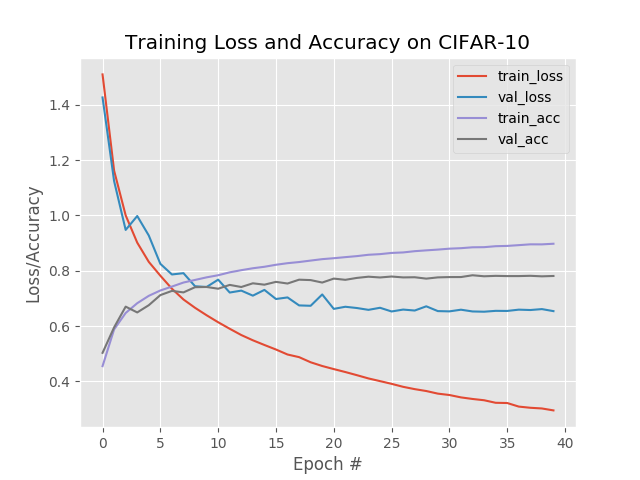 Training Loss and Accuracy on CIFAR-10
train_loss
val_loss
train_acc
val_acc
Loss/Accuracy
1.4
1.2
1.0
0.8
0.6
0.4
0 5 10 15 20 25 30 35 40
Epoch #